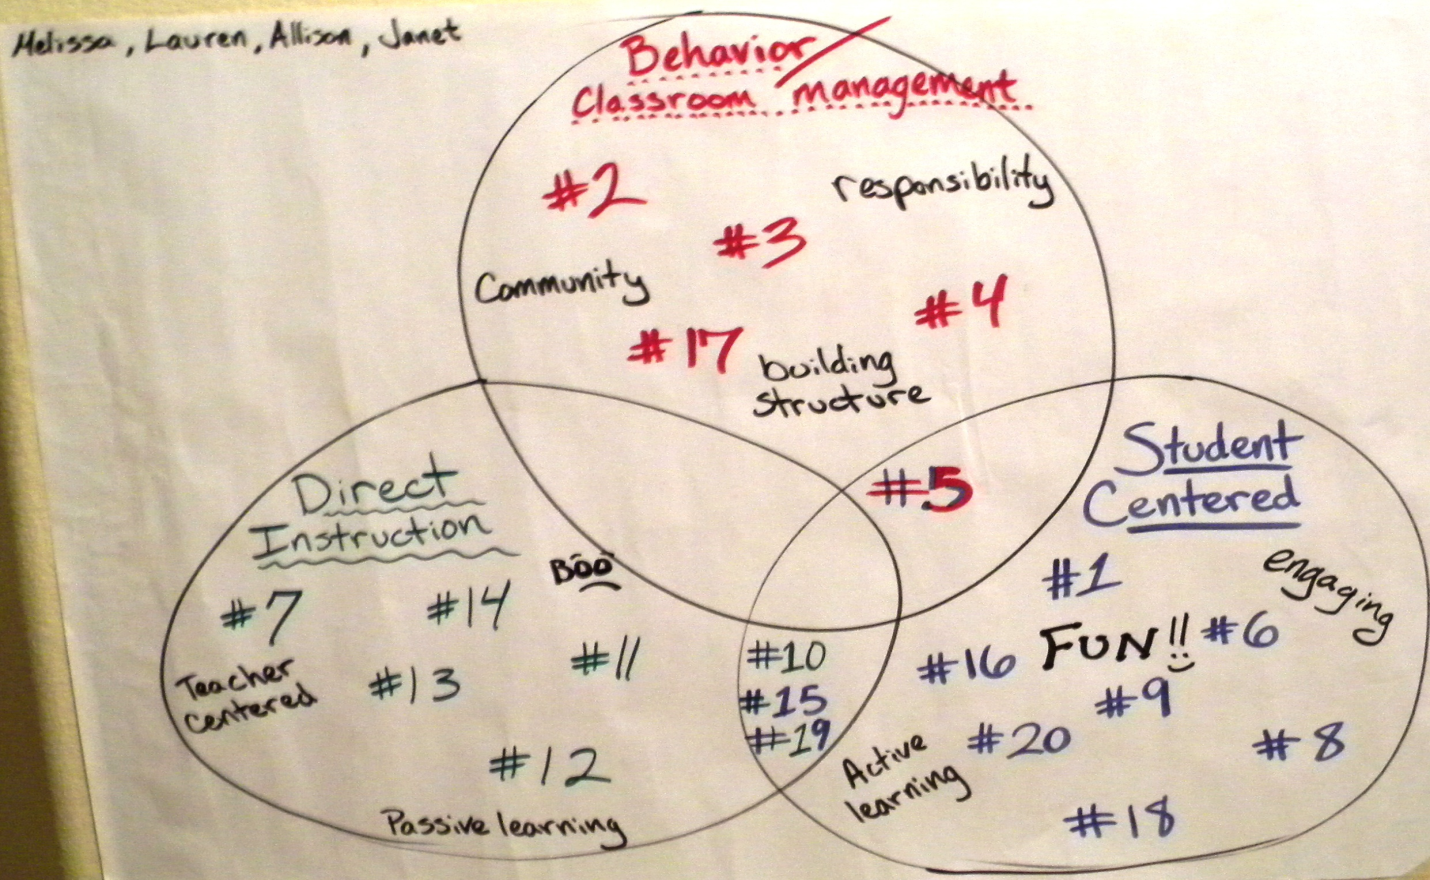 Melissa, Lauren, Allison, Janet
Behavior/
Classroom management
#2
responsibility
#3
Community
#4
#17
building
structure
#5
Direct
Instruction
Boo
#7
#14
#11
Teacher
centered
#13
#12
Passive learning
#10
#15
#19
Student
Centered
#1
engaging
FUN!!
#6
#16
#9
#20
#8
Active
learning
#18